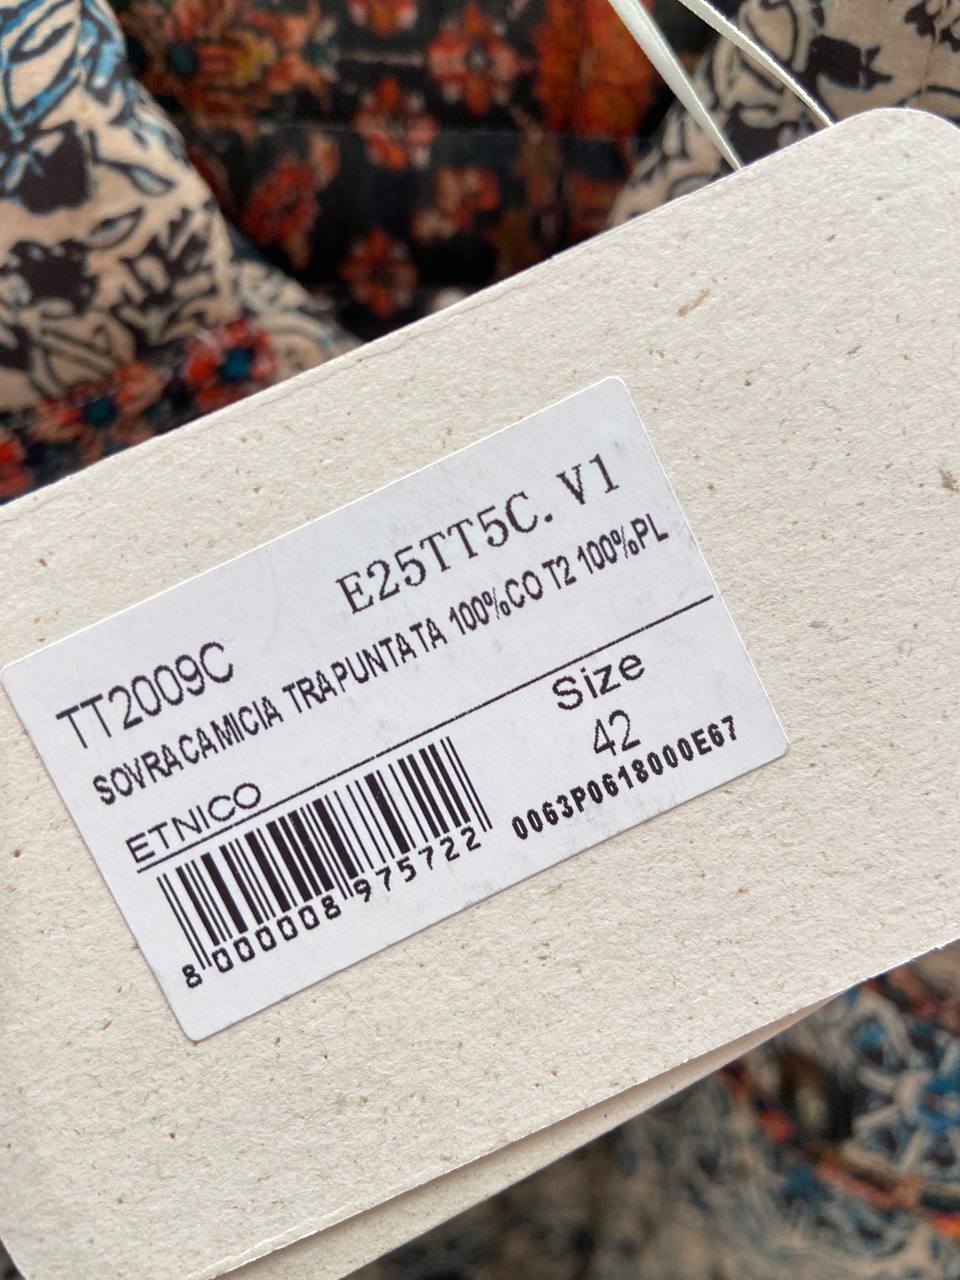 E25TT5C. V1
TT2009C
SOVRACAMICIA TRAPUNTATA 100%CO T2 100%PL
ETNICO
Size
42
0063P0618000E67
8 000008 975722